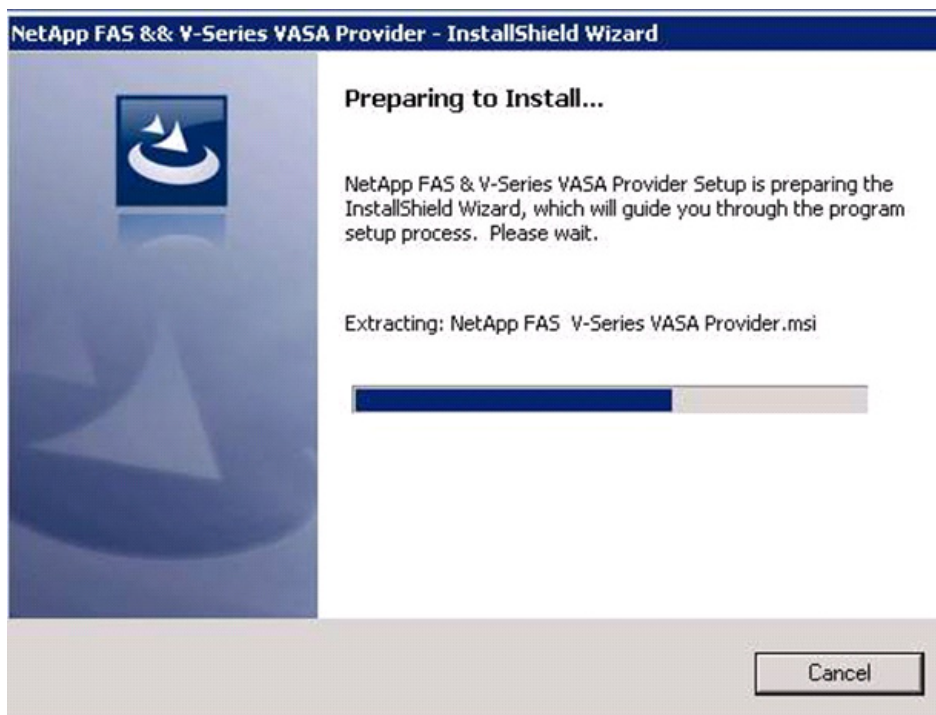 NetApp FAS && V-Series VASA Provider - InstallShield Wizard
Preparing to Install...
NetApp FAS & V-Series VASA Provider Setup is preparing the
InstallShield Wizard, which will guide you through the program
setup process. Please wait.
Extracting: NetApp FAS V-Series VASA Provider.msi
Cancel